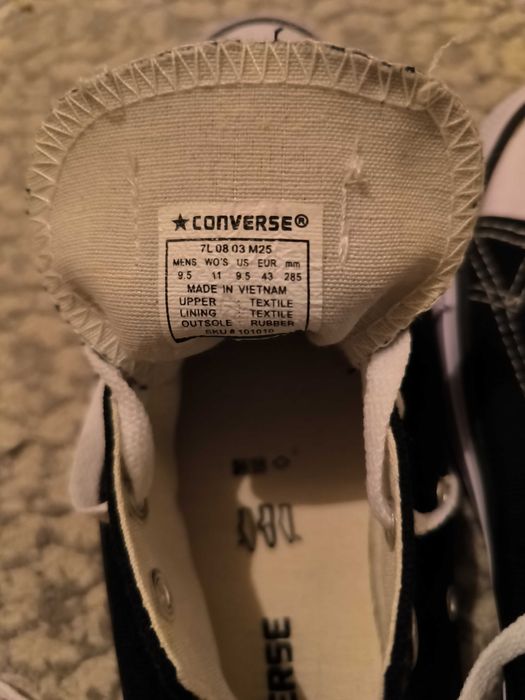 ★CONVERSE®
7L 08 03 M25
MENS WO'S US EUR mm
9.5 11 9.5 43 285
MADE IN VIETNAM
UPPER : TEXTILE
LINING : TEXTILE
OUTSOLE : RUBBER
SKU # 101010
VERSE